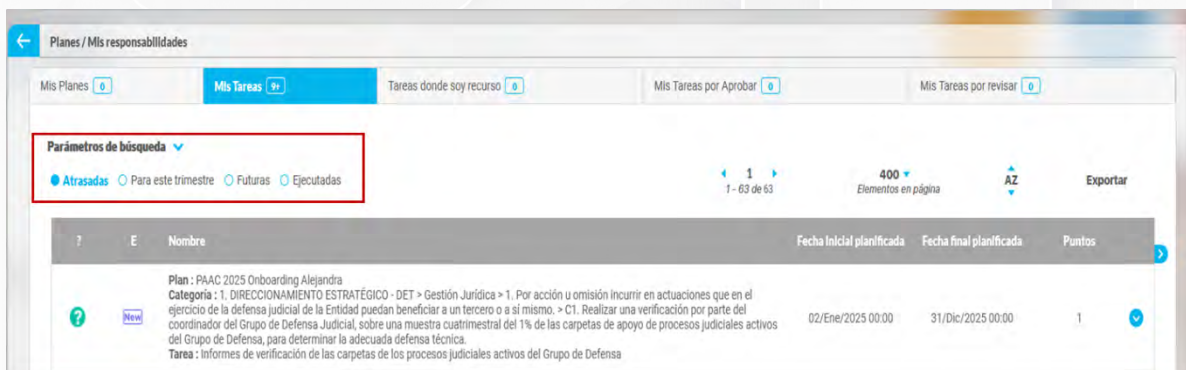 Planes / Mis responsabilidades
Mis Planes 0
Mis Tareas 9+
Tareas donde soy recurso 0
Mis Tareas por Aprobar 0
Mis Tareas por revisar 0
Parámetros de búsqueda
Atrasadas Para este trimestre Futuras Ejecutadas
1
1 - 63 de 63
400
Elementos en página
AZ
Exportar
? E Nombre Fecha inicial planificada Fecha final planificada Puntos
Plan : PAAC 2025 Onboarding Alejandra
Categoría : 1. DIRECCIONAMIENTO ESTRATÉGICO - DET > Gestión Jurídica > 1. Por acción u omisión incurrir en actuaciones que en el
ejercicio de la defensa judicial de la Entidad puedan beneficiar a un tercero o a sí mismo. > C1. Realizar una verificación por parte del
coordinador del Grupo de Defensa Judicial, sobre una muestra cuatrimestral del 1% de las carpetas de apoyo de procesos judiciales activos
del Grupo de Defensa, para determinar la adecuada defensa técnica.
Tarea : Informes de verificación de las carpetas de los procesos judiciales activos del Grupo de Defensa
? New
02/Ene/2025 00:00 31/Dic/2025 00:00 1